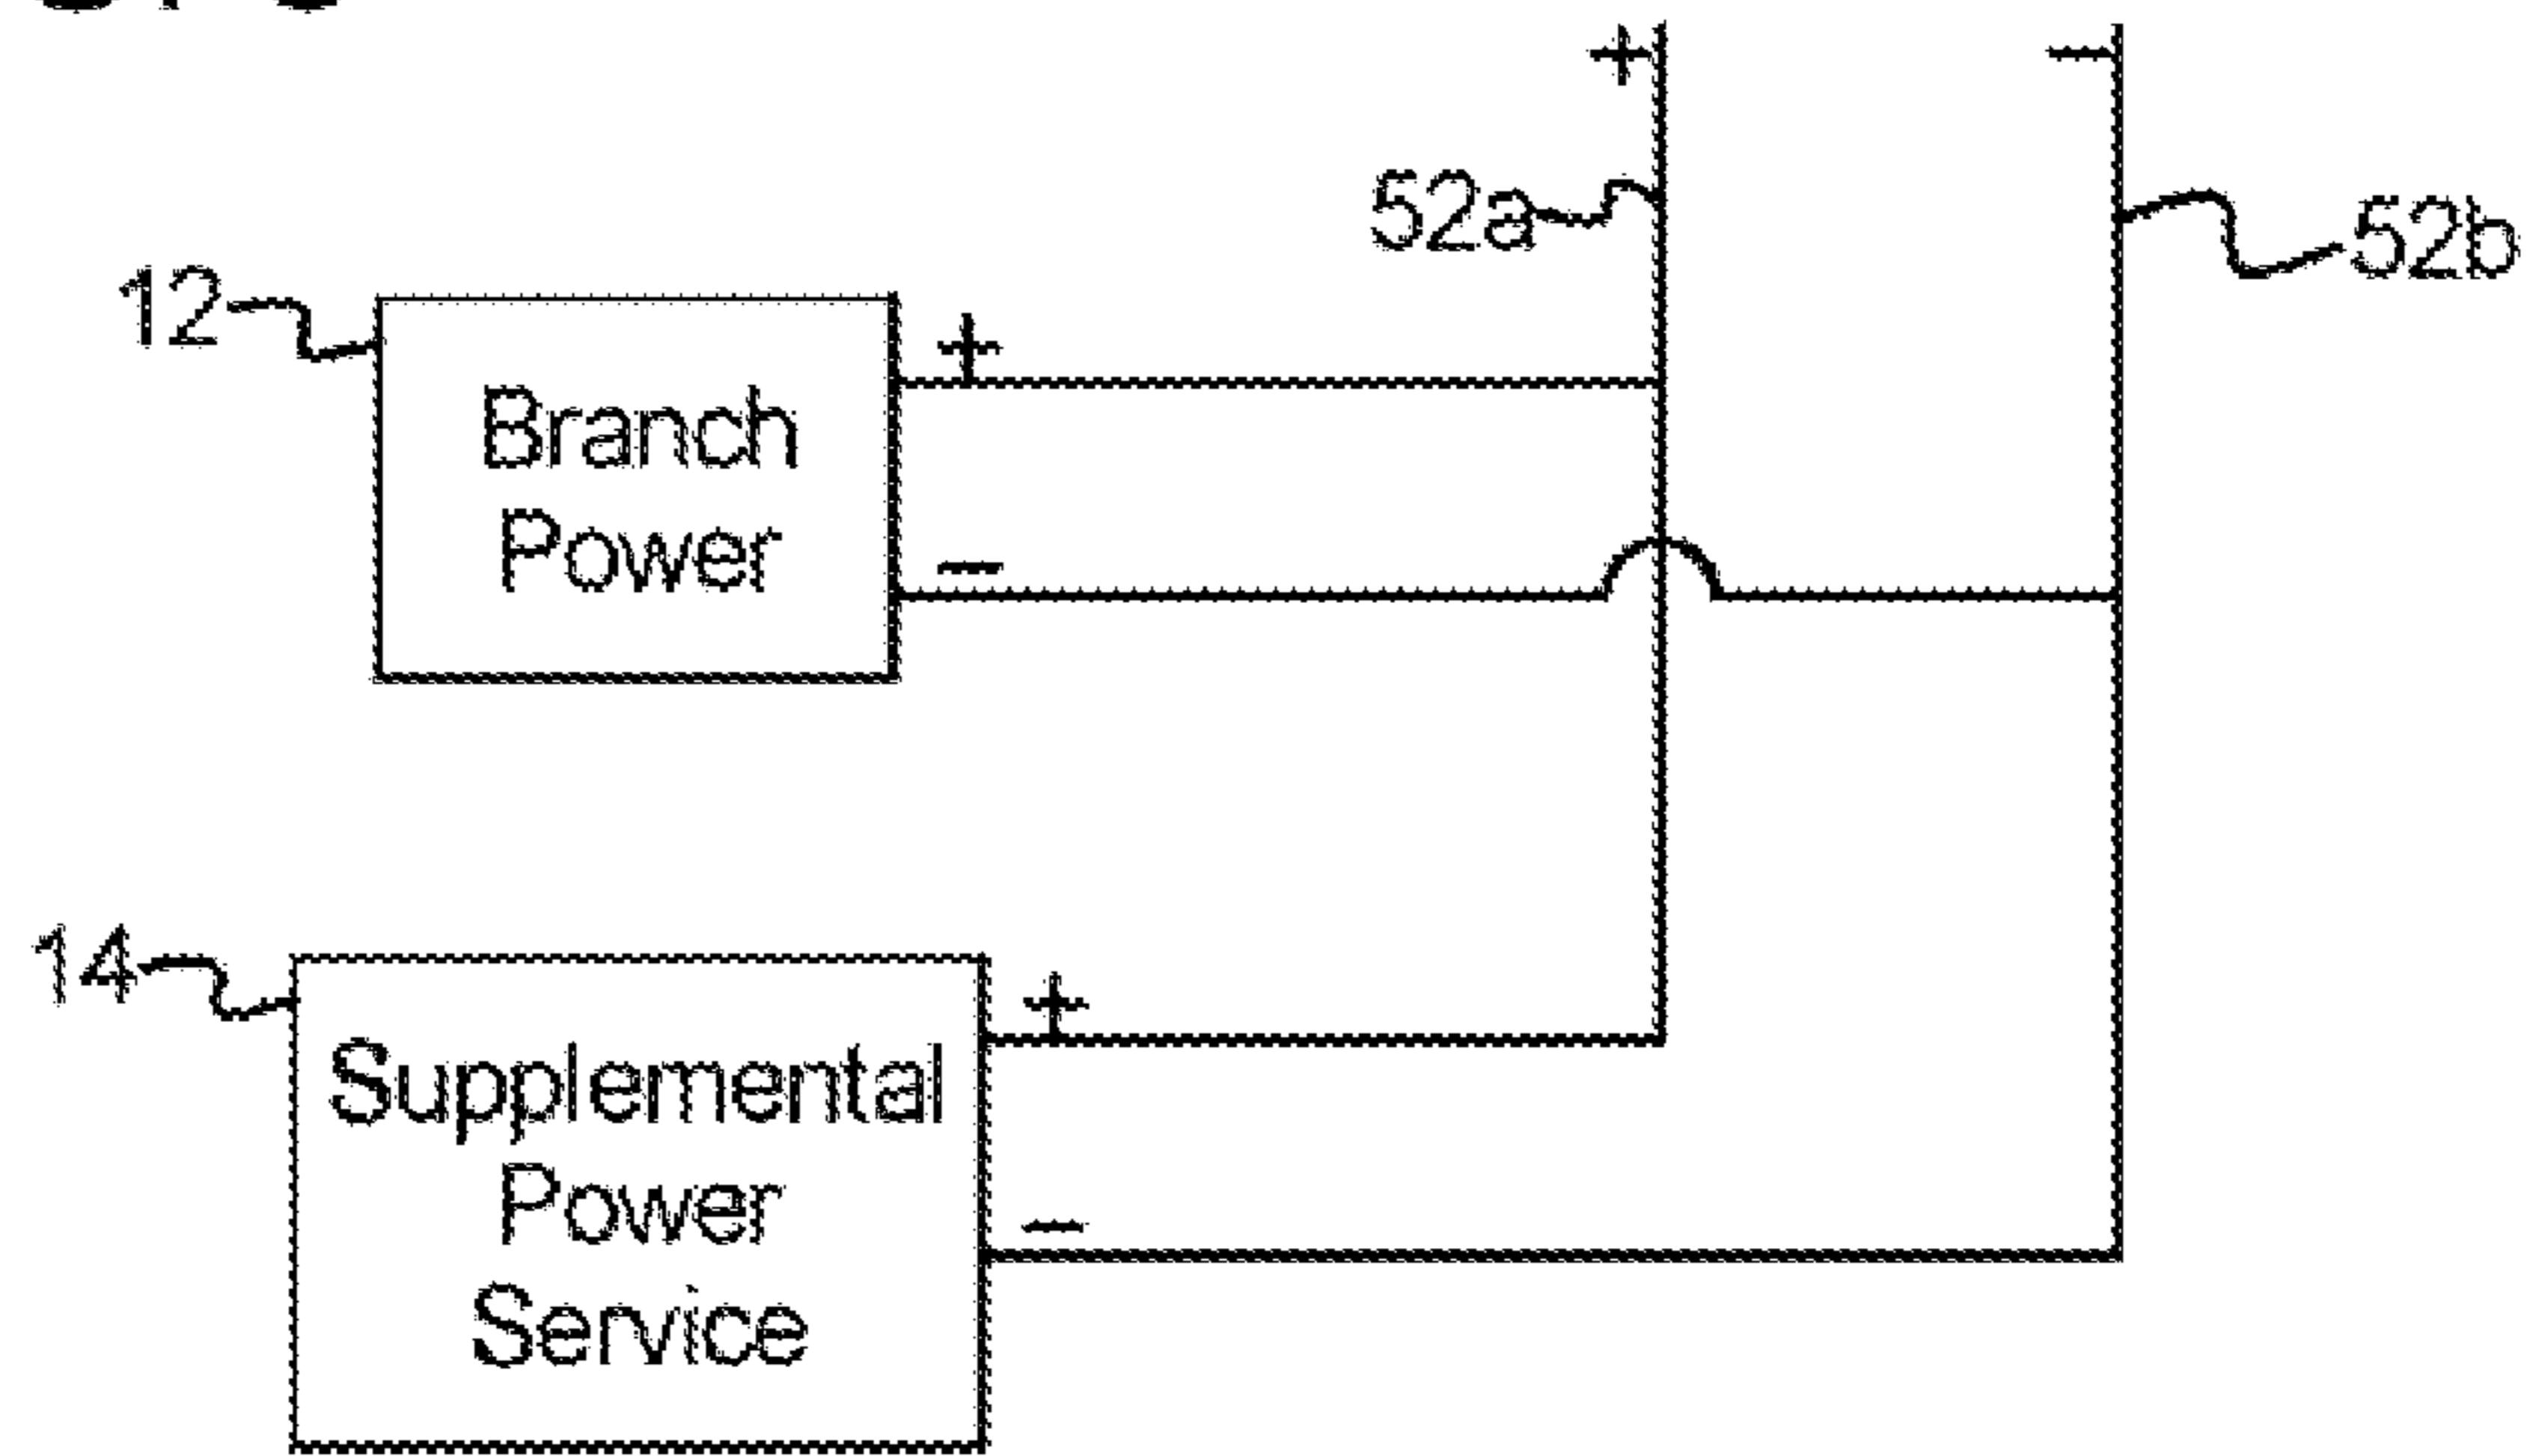 + −
52a
52b
12
+
Branch
Power
−
14
+
Supplemental
Power
−
Service